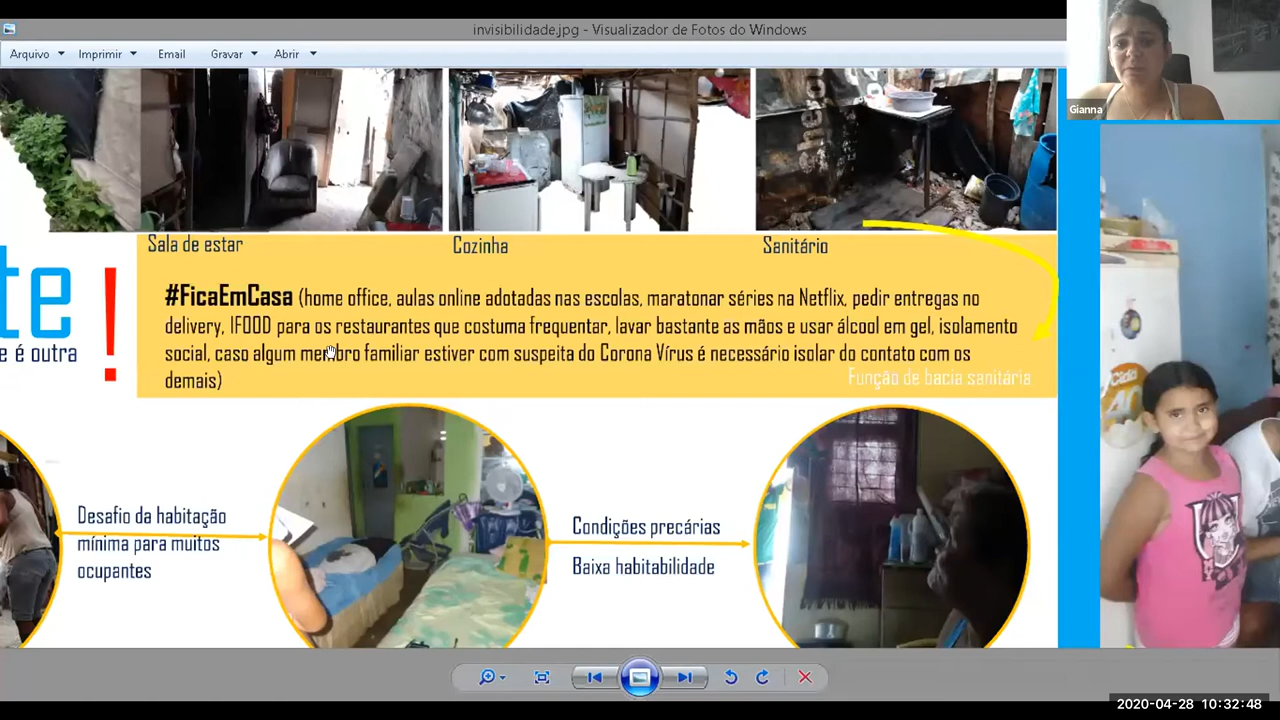 invisibilidade.jpg - Visualizador de Fotos do Windows
Arquivo Imprimir Email Gravar Abrir
Gianna
Sala de estar
Cozinha
Sanitário
te
e é outra
!
#FicaEmCasa (home office, aulas online adotadas nas escolas, maratonar séries na Netflix, pedir entregas no
delivery, IFOOD para os restaurantes que costuma frequentar, lavar bastante as mãos e usar álcool em gel, isolamento
social, caso algum membro familiar estiver com suspeita do Corona Vírus é necessário isolar do contato com os
demais)
Função de bacia sanitária
Desafio da habitação
mínima para muitos
ocupantes
Condições precárias
Baixa habitabilidade
2020-04-28 10:32:48